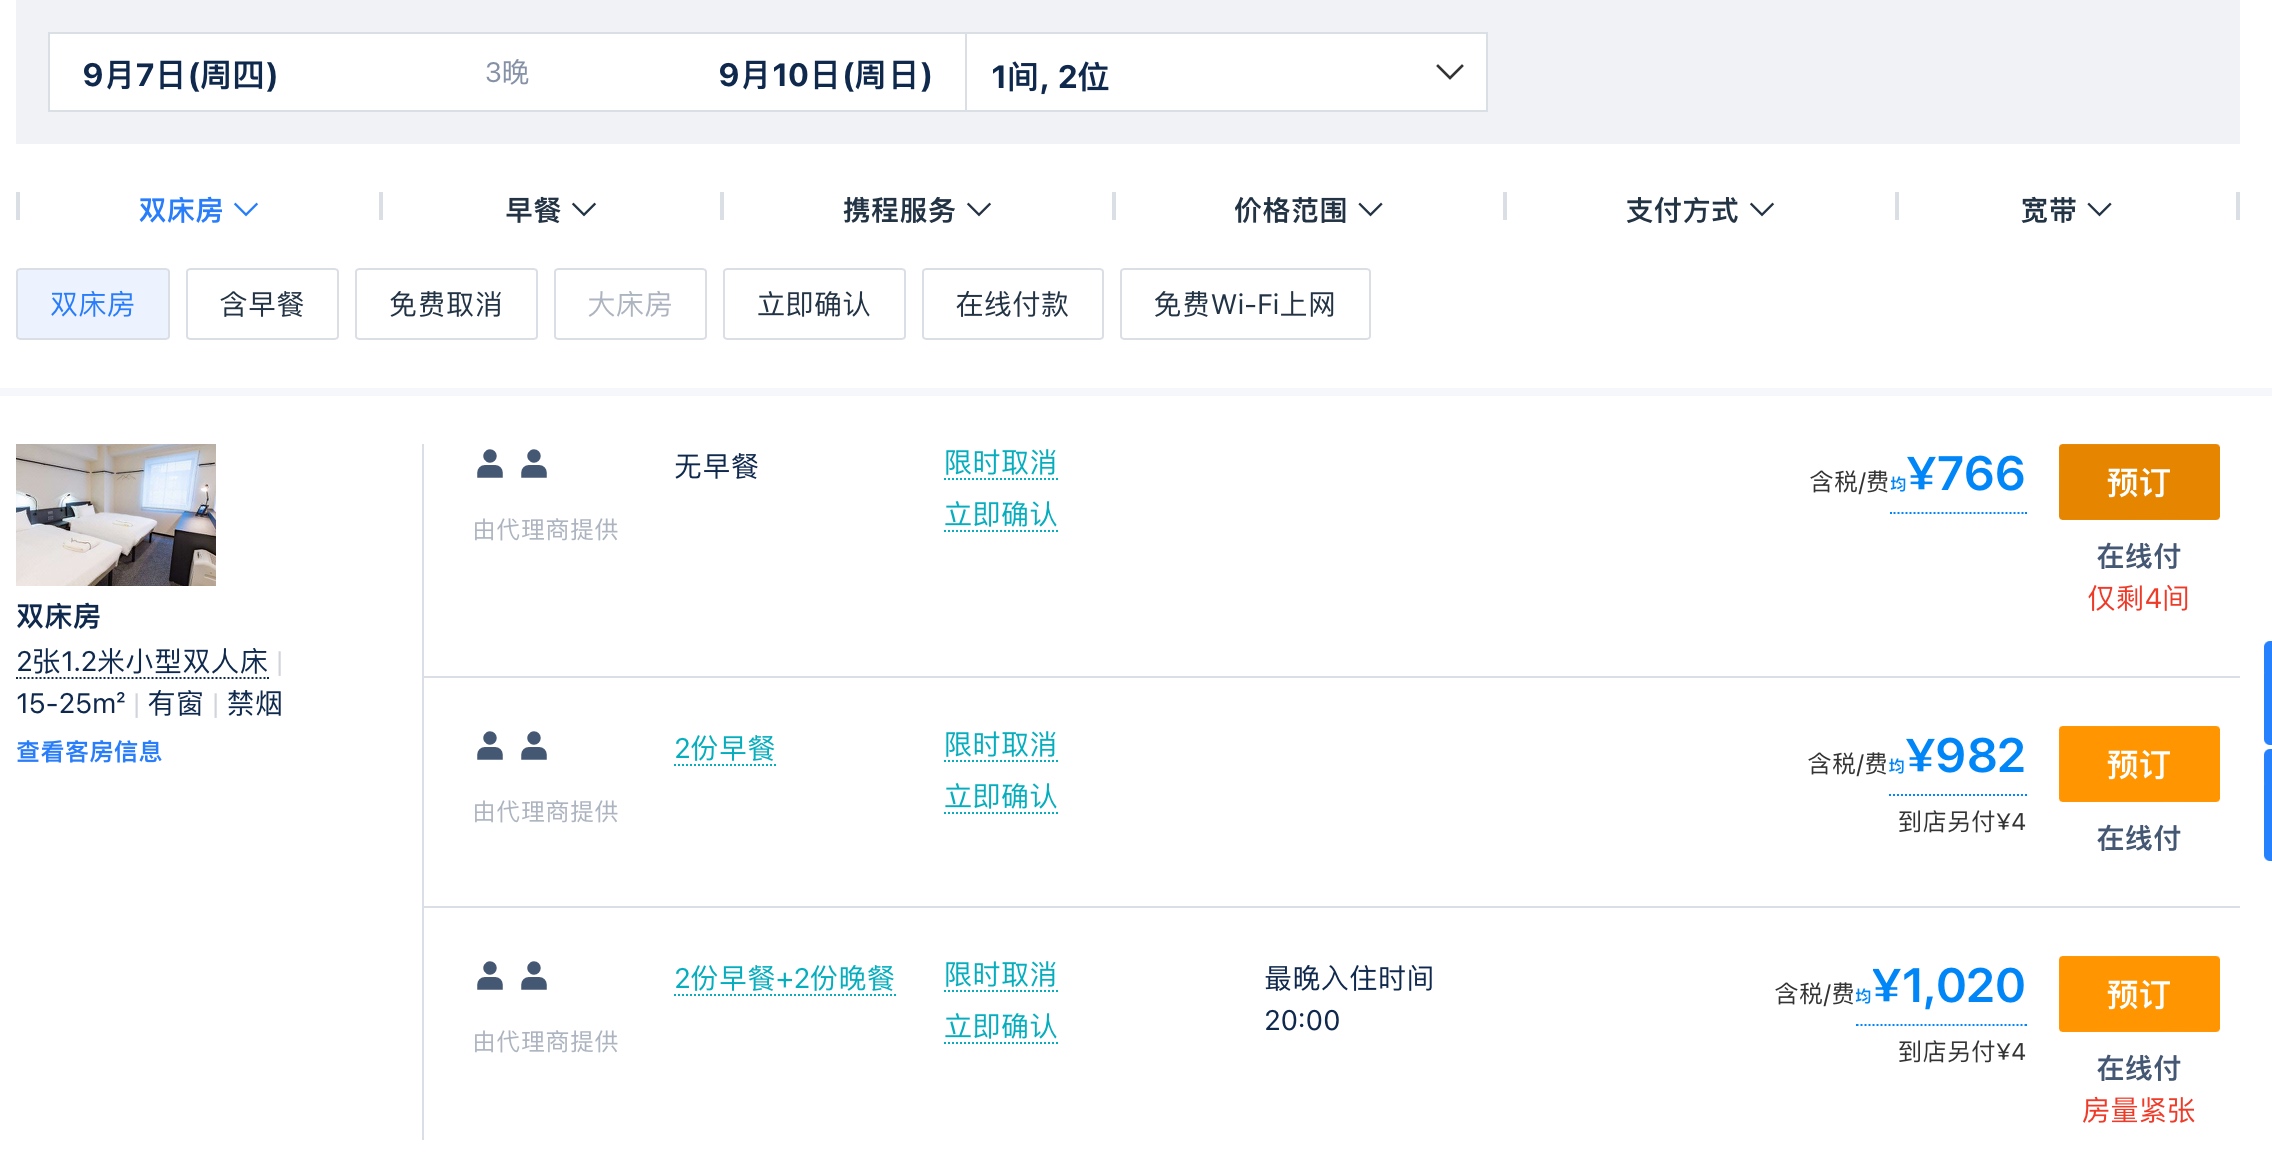 9月7日(周四) 3晚 9月10日(周日) 1间, 2位
双床房 早餐 携程服务 价格范围 支付方式 宽带
双床房 含早餐 免费取消 大床房 立即确认 在线付款 免费Wi-Fi上网
双床房
2张1.2米小型双人床
15-25m² 有窗 禁烟
查看客房信息
无早餐
由代理商提供
限时取消
立即确认
含税/费均¥766
预订
在线付
仅剩4间
2份早餐
由代理商提供
限时取消
立即确认
含税/费均¥982
到店另付¥4
预订
在线付
2份早餐+2份晚餐
由代理商提供
限时取消
立即确认
最晚入住时间
20:00
含税/费均¥1,020
到店另付¥4
预订
在线付
房量紧张